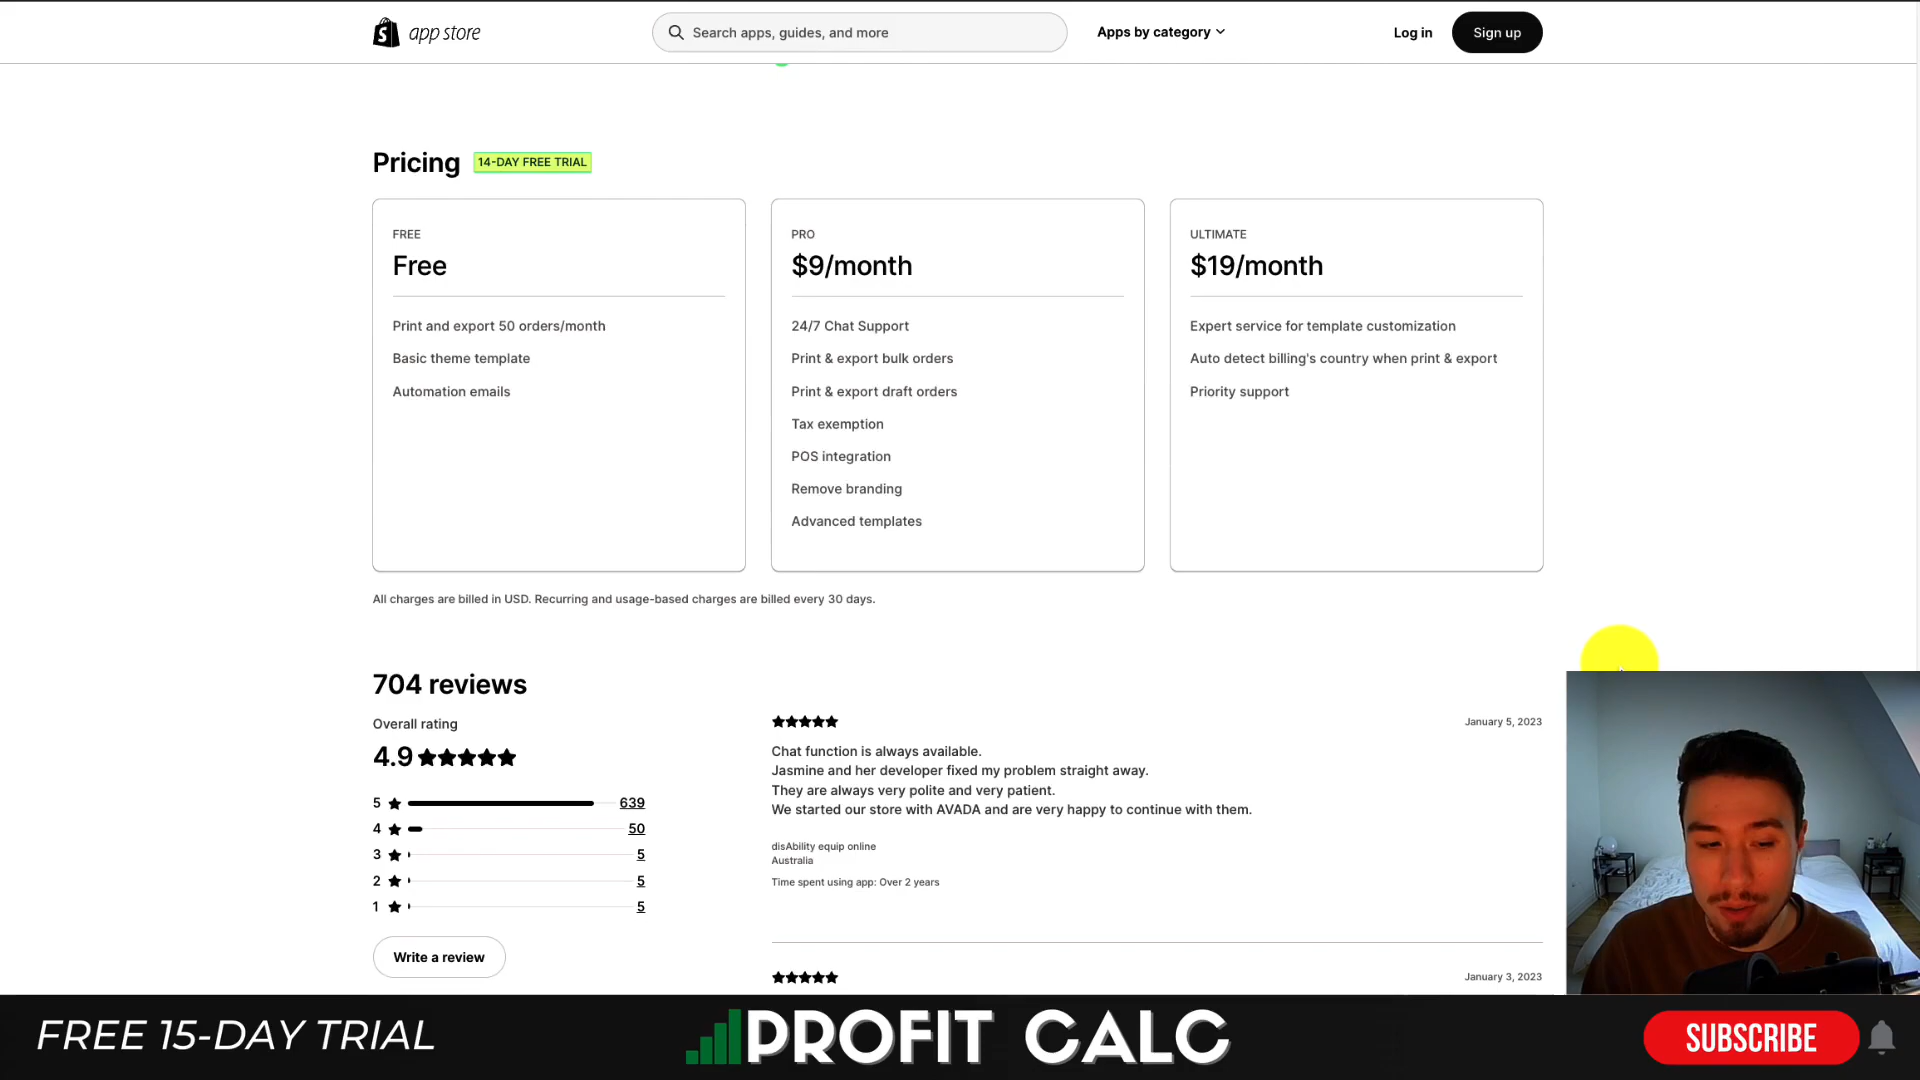 app store
Search apps, guides, and more
Apps by category
Log in
Sign up
Pricing
14-DAY FREE TRIAL
FREE
Free
Print and export 50 orders/month
Basic theme template
Automation emails
PRO
$9/month
24/7 Chat Support
Print & export bulk orders
Print & export draft orders
Tax exemption
POS integration
Remove branding
Advanced templates
ULTIMATE
$19/month
Expert service for template customization
Auto detect billing's country when print & export
Priority support
All charges are billed in USD. Recurring and usage-based charges are billed every 30 days.
704 reviews
Overall rating
4.9
5 639
4 50
3 5
2 5
1 5
Write a review
January 5, 2023
Chat function is always available.
Jasmine and her developer fixed my problem straight away.
They are always very polite and very patient.
We started our store with AVADA and are very happy to continue with them.
disAbility equip online
Australia
Time spent using app: Over 2 years
January 3, 2023
FREE 15-DAY TRIAL
PROFIT CALC
SUBSCRIBE